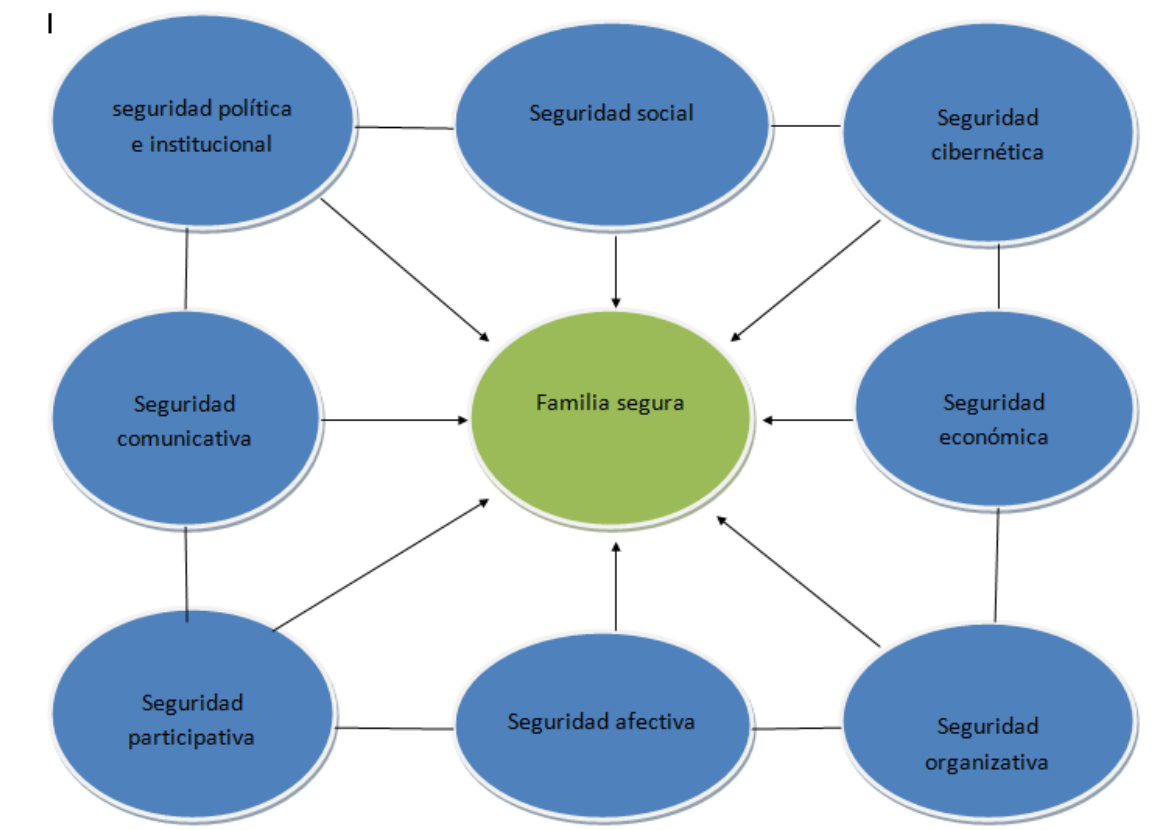 seguridad política
e institucional
Seguridad social
Seguridad
cibernética
Seguridad
comunicativa
Familia segura
Seguridad
económica
Seguridad
participativa
Seguridad afectiva
Seguridad
organizativa